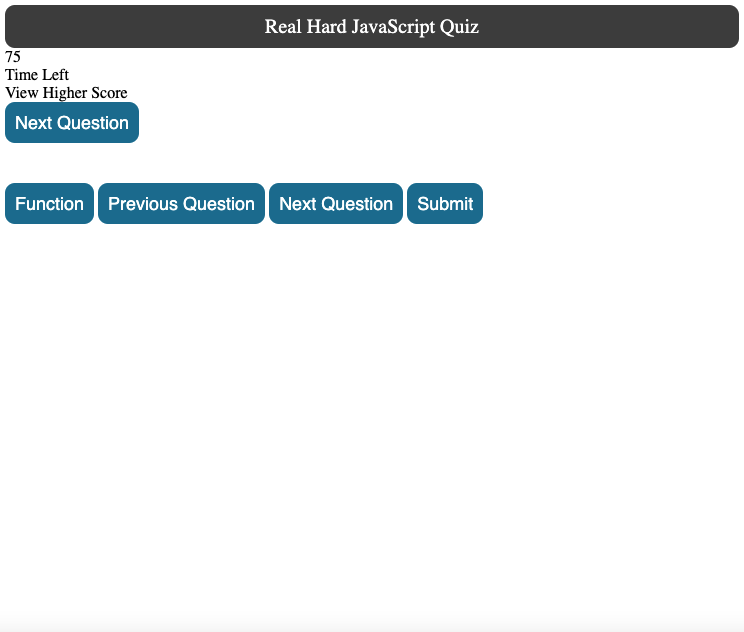 Real Hard JavaScript Quiz
75
Time Left
View Higher Score
Next Question
Function Previous Question Next Question Submit